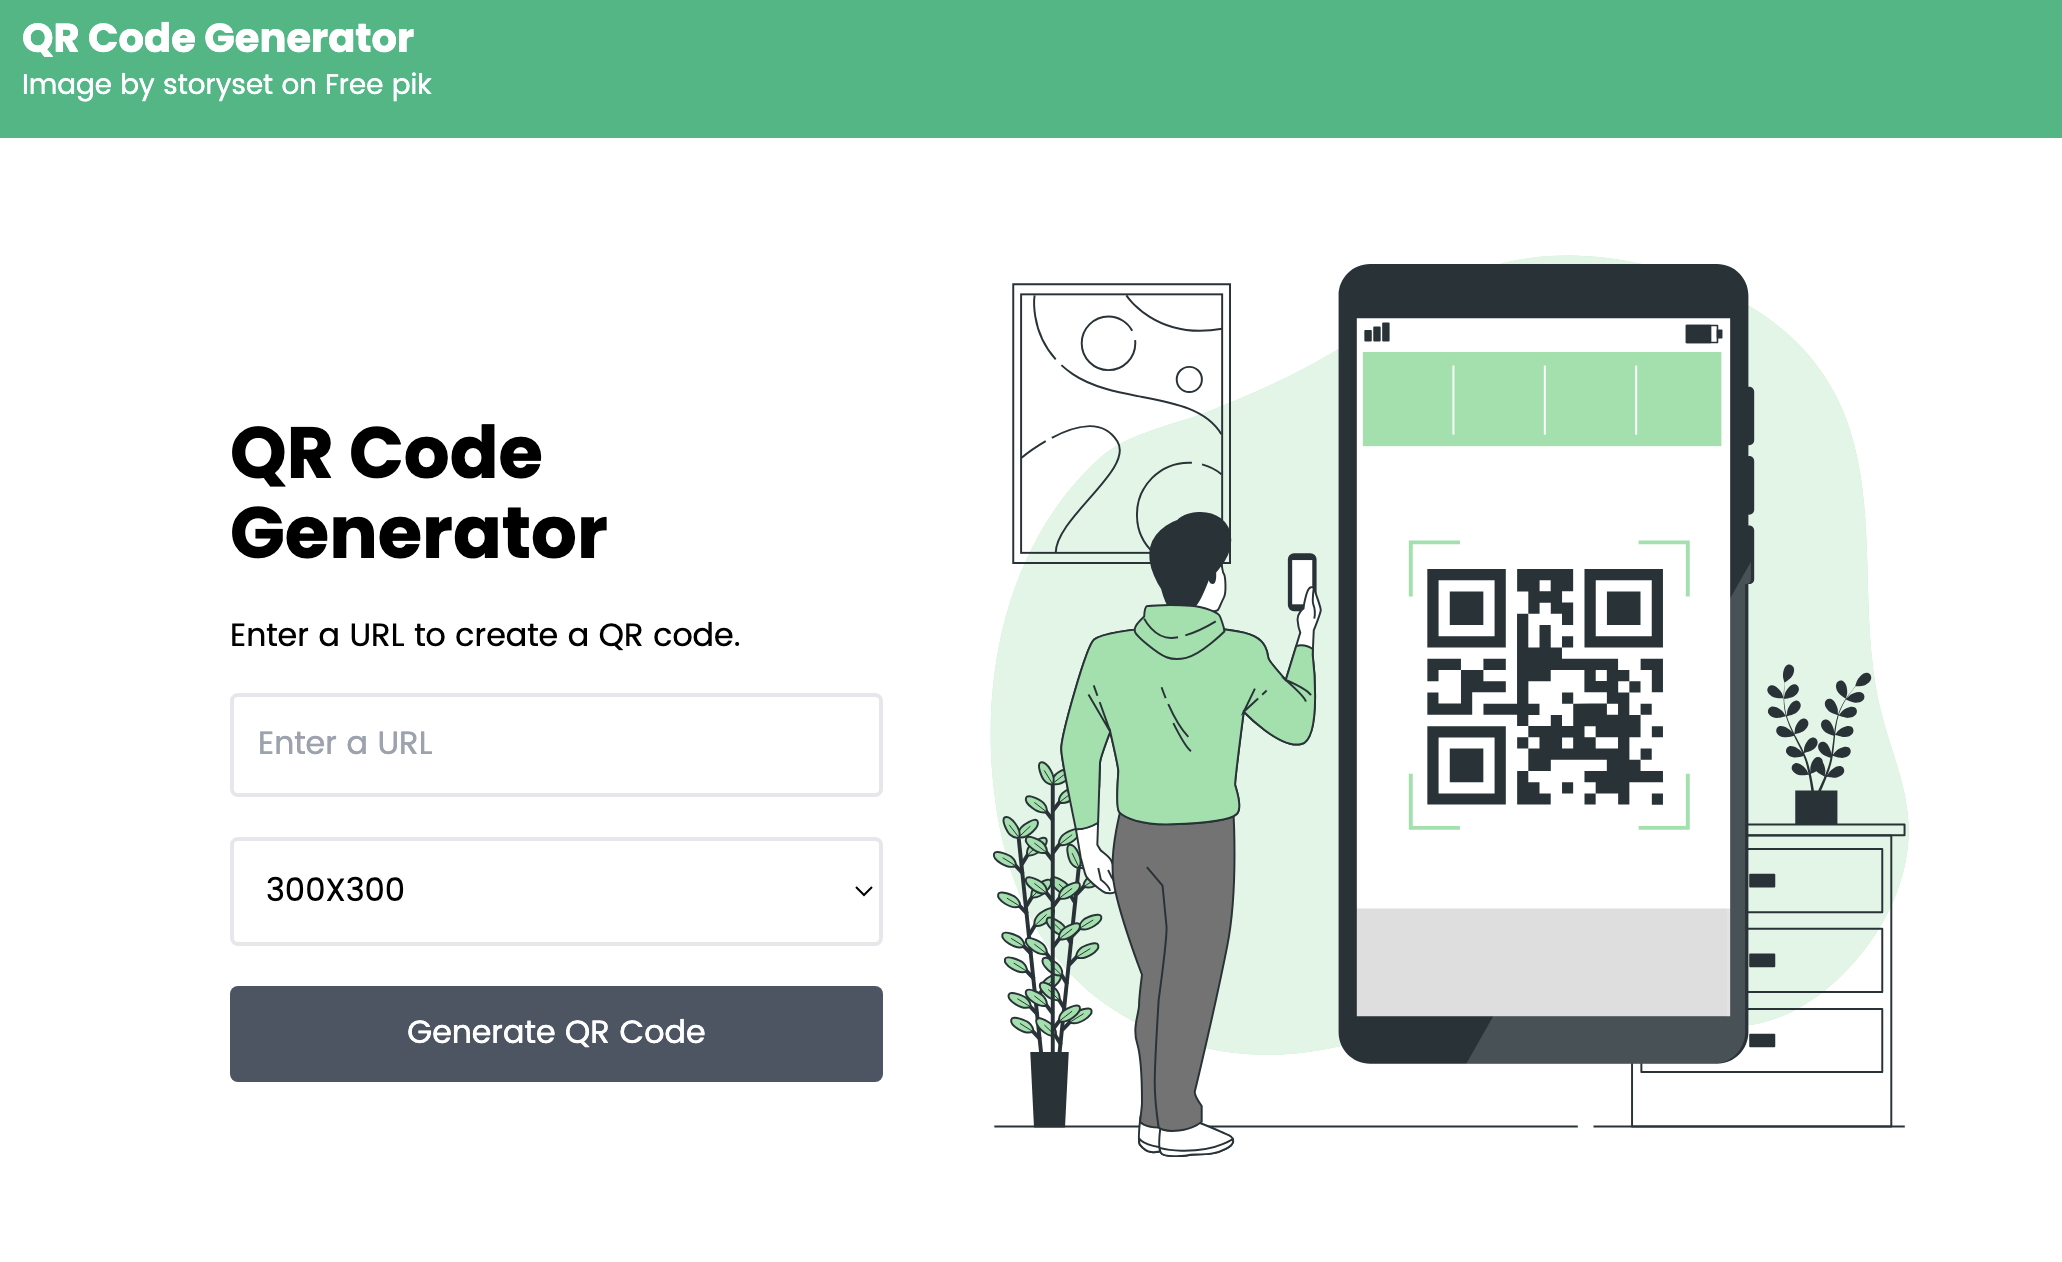 QR Code Generator
Image by storyset on Free pik
QR Code
Generator
Enter a URL to create a QR code.
Enter a URL
300X300
Generate QR Code